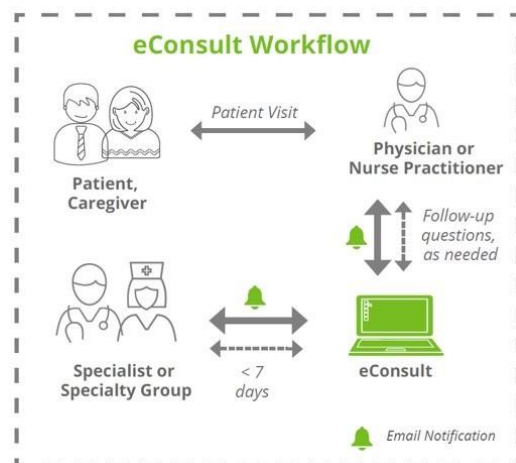 eConsult Workflow
Patient Visit
Patient,
Caregiver
Physician or
Nurse Practitioner
Follow-up
questions,
as needed
Specialist or
Specialty Group
< 7
days
eConsult
Email Notification